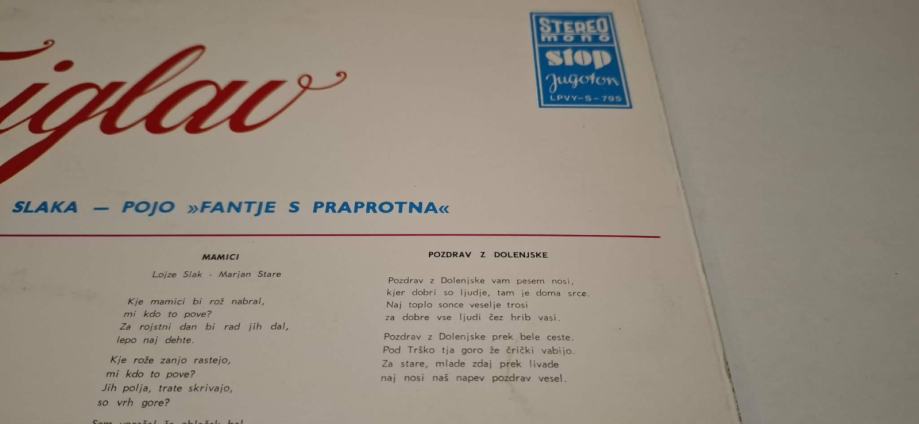 STEREO
mono
stop
Jugoton
LPVY-S-795
iglav
SLAKA — POJO »FANTJE S PRAPROTNA«
MAMICI
Lojze Slak - Marjan Stare
Kje mamici bi rož nabral,
mi kdo to pove?
Za rojstni dan bi rad jih dal,
lepo naj dehte.
Kje rože zanjo rastejo,
mi kdo to pove?
Jih polja, trate skrivajo,
so vrh gore?
POZDRAV Z DOLENJSKE
Pozdrav z Dolenjske vam pesem nosi,
kjer dobri so ljudje, tam je doma srce.
Naj toplo sonce veselje trosi
za dobre vse ljudi čez hrib vasi.
Pozdrav z Dolenjske prek bele ceste.
Pod Trško tja goro že črički vabijo.
Za stare, mlade zdaj prek livade
naj nosi naš napev pozdrav vesel.